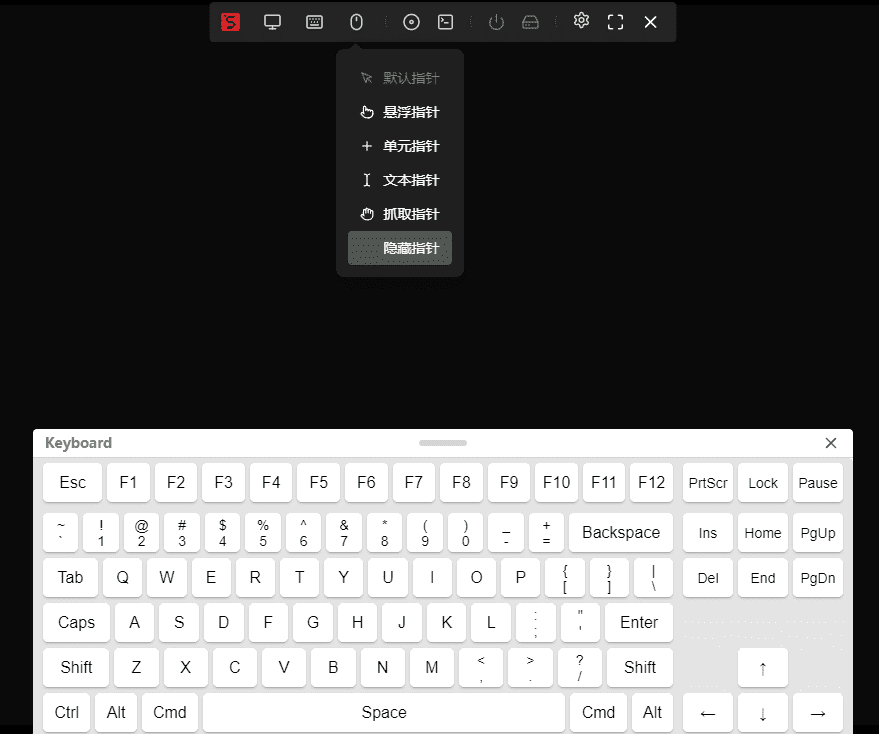 默认指针
悬浮指针
单元指针
文本指针
抓取指针
隐藏指针
Keyboard
Esc F1 F2 F3 F4 F5 F6 F7 F8 F9 F10 F11 F12 PrtScr Lock Pause
~ ! @ # $ % ^ & * ( ) _ +
` 1 2 3 4 5 6 7 8 9 0 - = Backspace Ins Home PgUp
Tab Q W E R T Y U I O P { } | Del End PgDn
[ ] \
Caps A S D F G H J K L : " Enter
; '
Shift Z X C V B N M < > ? Shift ↑
, . /
Ctrl Alt Cmd Space Cmd Alt ← ↓ →